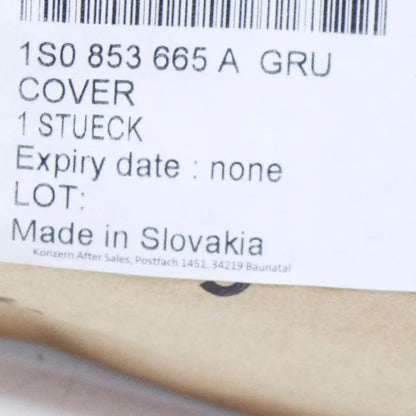 1S0 853 665 A GRU
COVER
1 STUECK
Expiry date : none
LOT:
Made in Slovakia
Konzern After Sales, Postfach 1451, 34219 Baunatal